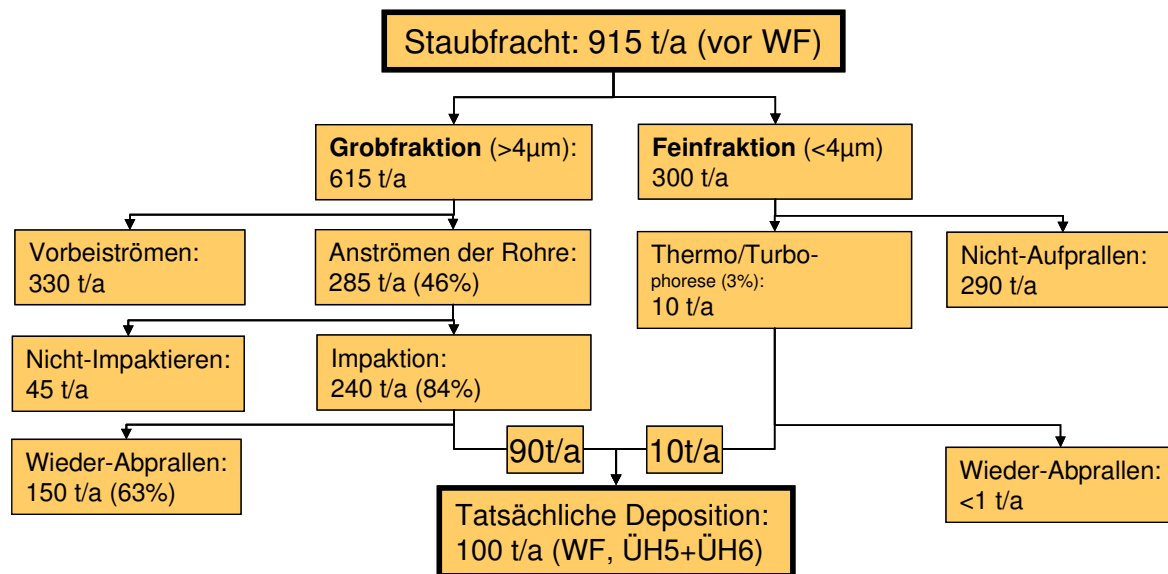 Staubfracht: 915 t/a (vor WF)
Grobfraktion (>4µm):
615 t/a
Feinfraktion (<4µm)
300 t/a
Vorbeiströmen:
330 t/a
Anströmen der Rohre:
285 t/a (46%)
Thermo/Turbo-
phorese (3%):
10 t/a
Nicht-Aufprallen:
290 t/a
Nicht-Impaktieren:
45 t/a
Impaktion:
240 t/a (84%)
Wieder-Abprallen:
150 t/a (63%)
90t/a
10t/a
Wieder-Abprallen:
<1 t/a
Tatsächliche Deposition:
100 t/a (WF, ÜH5+ÜH6)